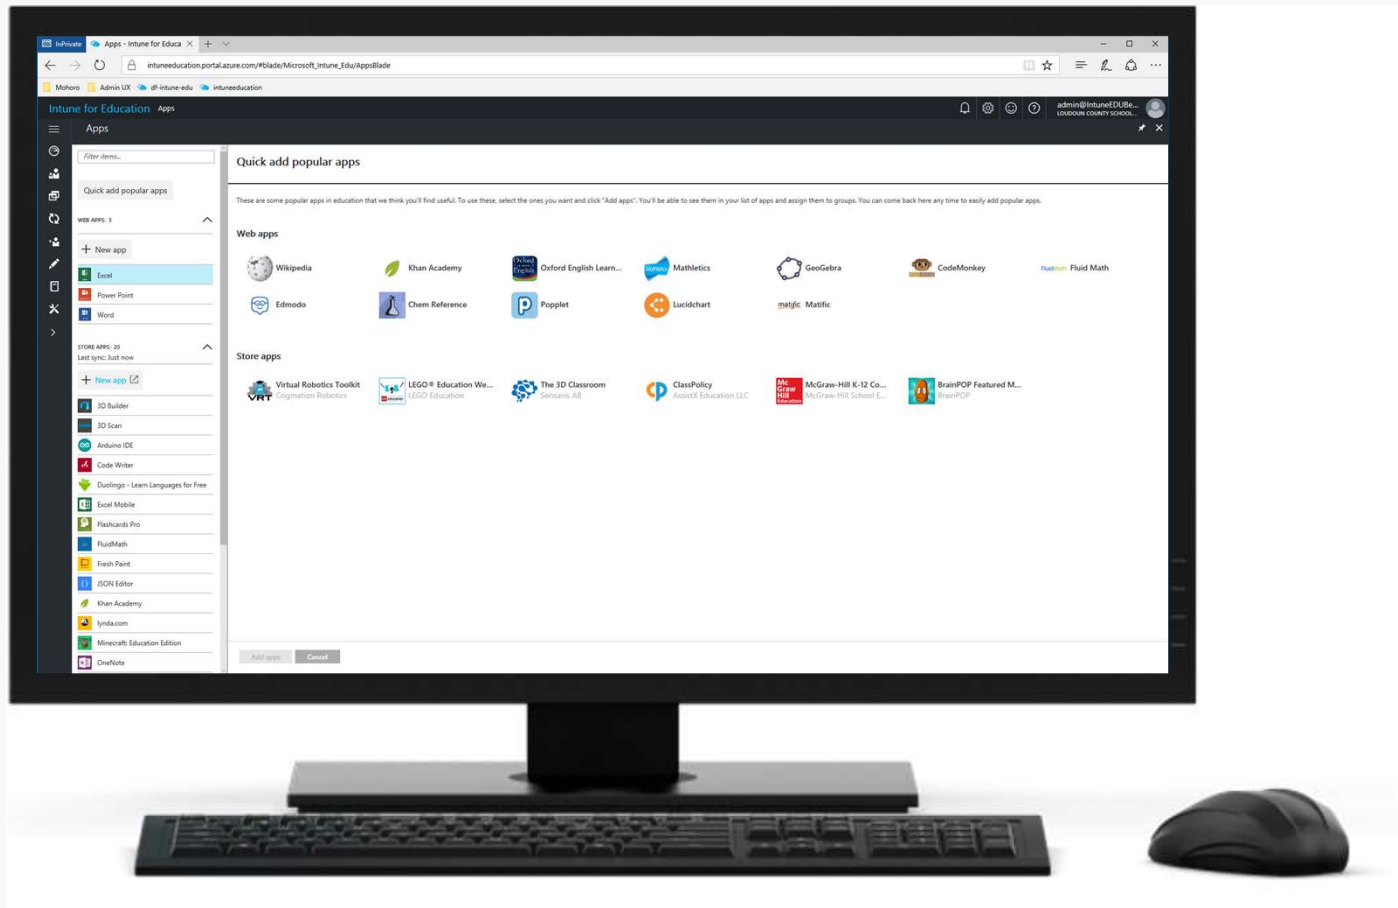 InPrivate
Apps - Intune for Educa
intuneeducation.portal.azure.com/#blade/Microsoft_Intune_Edu/AppsBlade
Mohoro
Admin UX
df-intune-edu
intuneeducation
Intune for Education Apps
admin@IntuneEDUBe...
LOUDOUN COUNTY SCHOOL...
Apps
Filter items...
Quick add popular apps
WEB APPS: 3
+ New app
Excel
Power Point
Word
STORE APPS: 20
Last sync: Just now
+ New app
3D Builder
3D Scan
Arduino IDE
Code Writer
Duolingo - Learn Languages for Free
Excel Mobile
Flashcards Pro
FluidMath
Fresh Paint
JSON Editor
Khan Academy
lynda.com
Minecraft: Education Edition
OneNote
Quick add popular apps
These are some popular apps in education that we think you'll find useful. To use these, select the ones you want and click "Add apps". You'll be able to see them in your list of apps and assign them to groups. You can come back here any time to easily add popular apps.
Web apps
Wikipedia
Khan Academy
Oxford English
Oxford English Learn...
Mathletics
GeoGebra
CodeMonkey
Fluid Math
Edmodo
Chem Reference
Popplet
Lucidchart
matific Matific
Store apps
VRT
Virtual Robotics Toolkit
Cogmation Robotics
LEGO® Education We...
LEGO Education
The 3D Classroom
Sensavis AB
ClassPolicy
AssistX Education LLC
Mc Graw Hill Education
McGraw-Hill K-12 Co...
McGraw-Hill School E...
BrainPOP Featured M...
BrainPOP
Add apps
Cancel